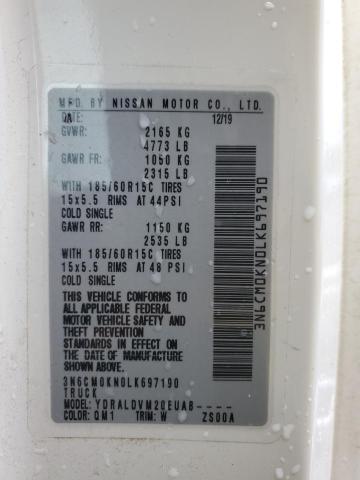 MFD. BY NISSAN MOTOR CO., LTD.
DATE: 12/19
GVWR: 2165 KG
4773 LB
GAWR FR: 1050 KG
2315 LB
WITH 185/60R15C TIRES
15x5.5 RIMS AT 44PSI
COLD SINGLE
GAWR RR: 1150 KG
2535 LB
WITH 185/60R15C TIRES
15x5.5 RIMS AT 48 PSI
COLD SINGLE
THIS VEHICLE CONFORMS TO
ALL APPLICABLE FEDERAL
MOTOR VEHICLE SAFETY AND
THEFT PREVENTION
STANDARDS IN EFFECT ON
THE DATE OF MANUFACTURE
SHOWN ABOVE.
3N6CM0KN0LK697190
TRUCK
MODEL: YDRALDVM20EUAB----
COLOR: QM1 TRIM: W ZS00A
3N6CM0KN0LK697190